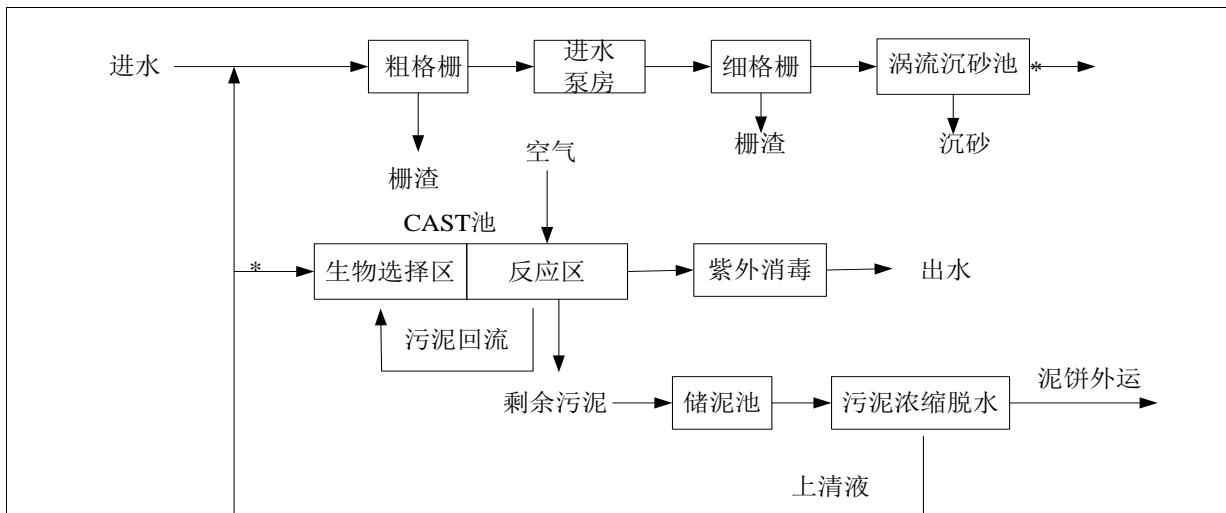 进水
粗格栅
进水
泵房
细格栅
涡流沉砂池
*
栅渣
栅渣
沉砂
空气
CAST池
*
生物选择区
反应区
紫外消毒
出水
污泥回流
剩余污泥
储泥池
污泥浓缩脱水
泥饼外运
上清液